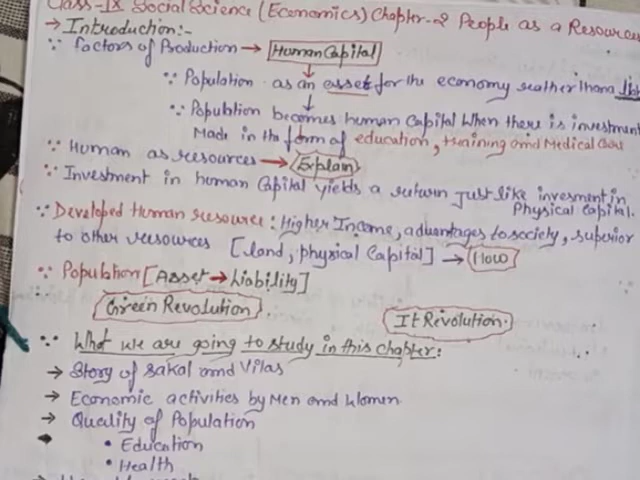 Class-IX Social Science (Economics) Chapter-2 People as a Resources
→ Introduction:-
∵ Factors of Production → Human Capital
↓
∵ Population as an asset for the economy rather than a
↓
∵ Population becomes human Capital When there is investment
Made in the form of education, training and Medical Care
∵ Human as resources → Explain
∵ Investment in human Capital yields a return just like invesment in
Physical Capital.
∵ Developed Human resource: Higher Income, advantages to society, superior
to other resources [land, physical Capital] → How
∵ Population [Asset → Liability]
Green Revolution
It Revolution.
∵ What we are going to study in this chapter:
→ Story of Sakal and Vilas
→ Economic activities by Men and Women
→ Quality of Population
• Education
• Health